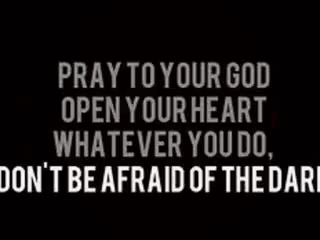 PRAY TO YOUR GOD
OPEN YOUR HEART
WHATEVER YOU DO,
DON'T BE AFRAID OF THE DARK